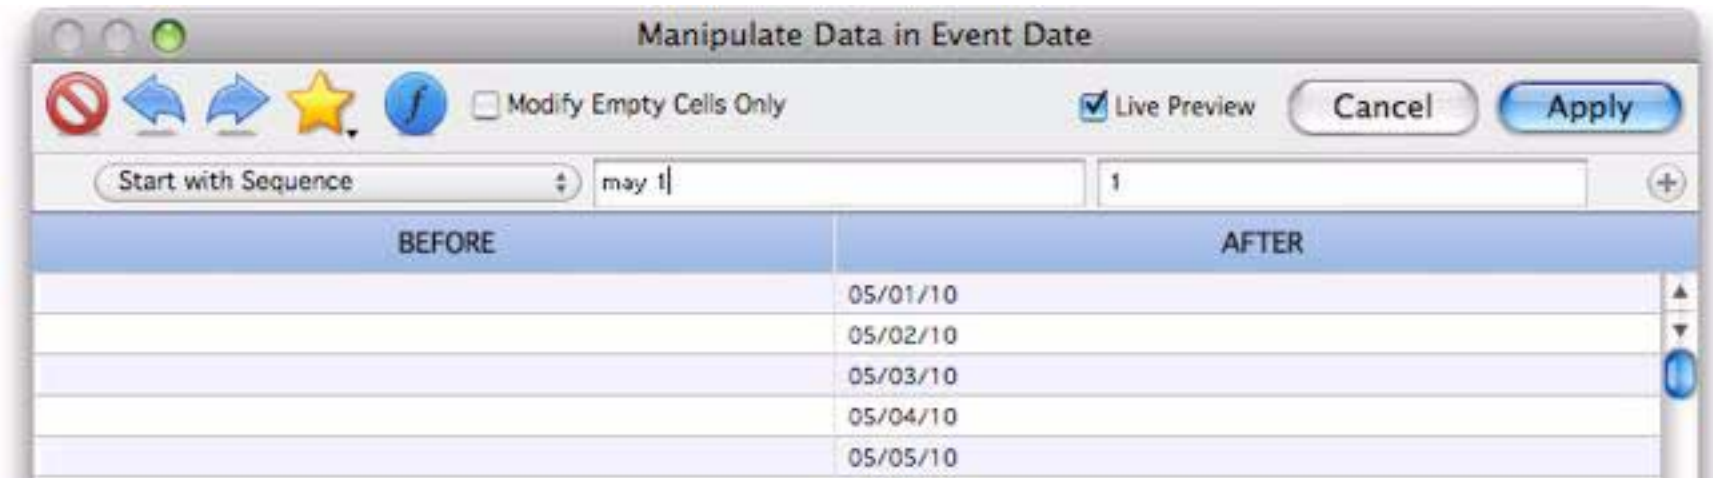 Manipulate Data in Event Date
f Modify Empty Cells Only Live Preview Cancel Apply
Start with Sequence may 1 1
BEFORE AFTER
05/01/10
05/02/10
05/03/10
05/04/10
05/05/10